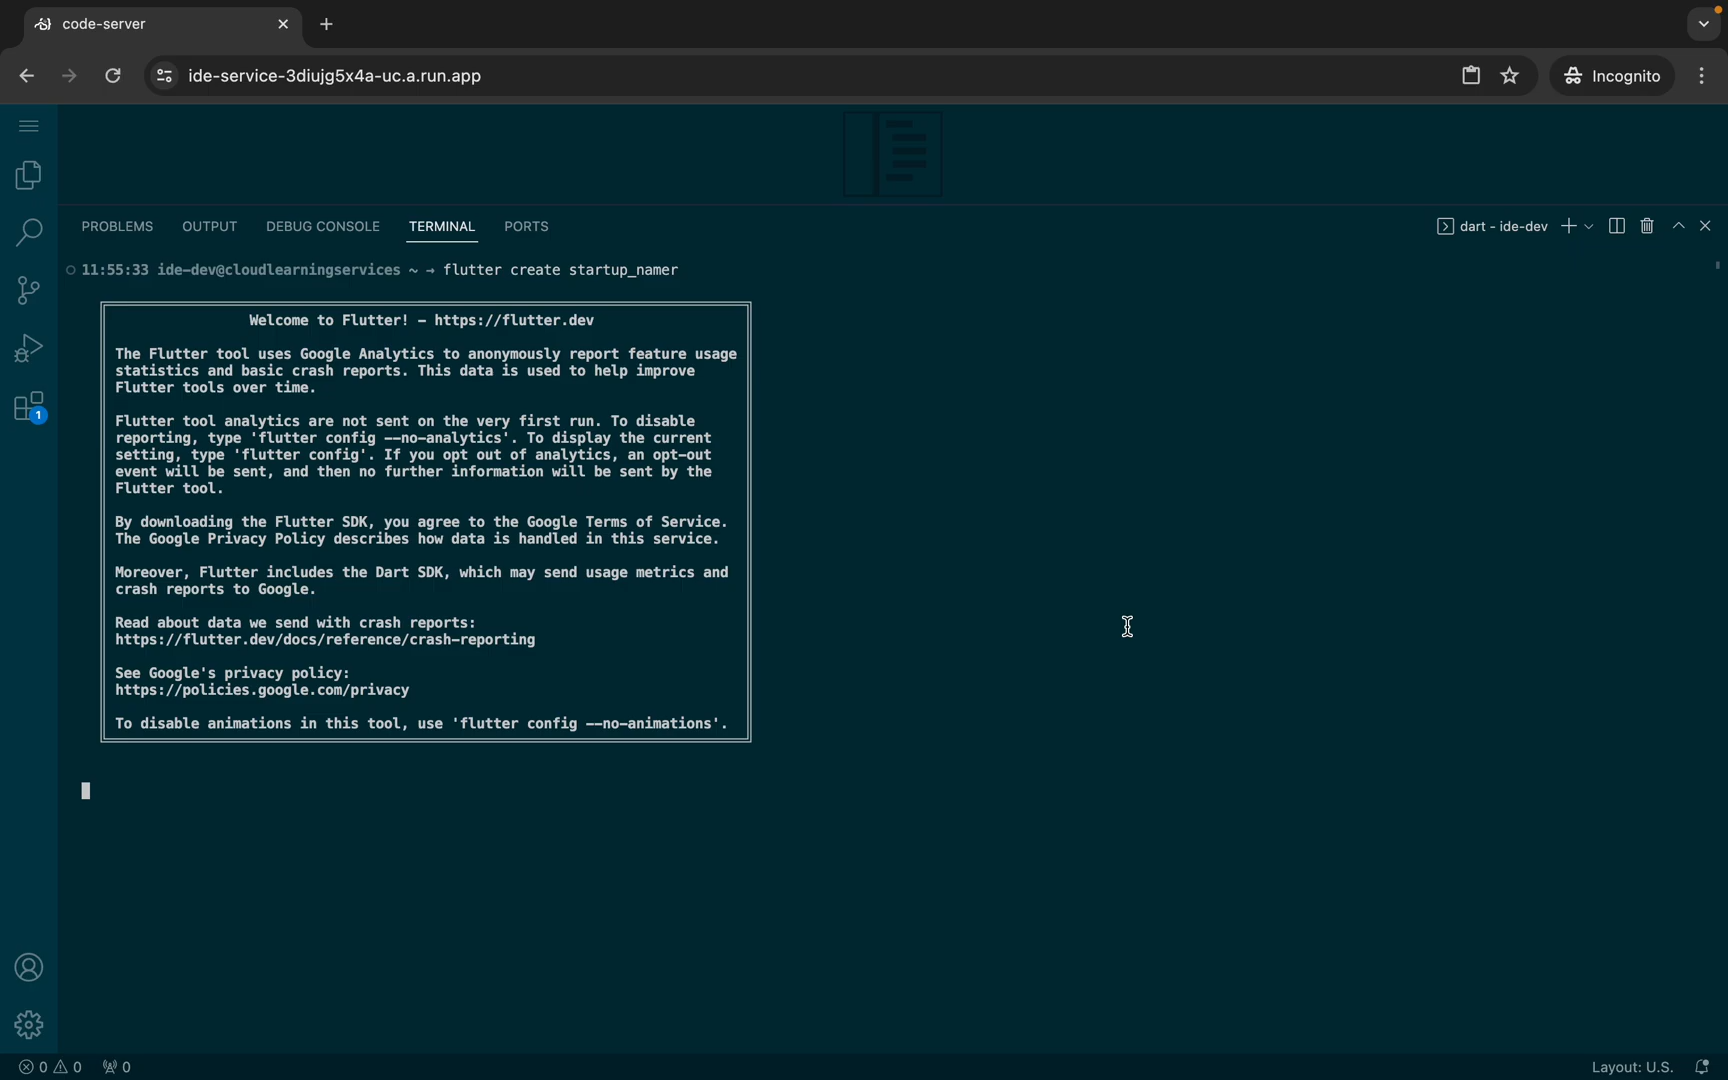 code-server
ide-service-3diujg5x4a-uc.a.run.app
Incognito
PROBLEMS OUTPUT DEBUG CONSOLE TERMINAL PORTS
dart - ide-dev
11:55:33 ide-dev@cloudlearningservices ~ → flutter create startup_namer
Welcome to Flutter! - https://flutter.dev
The Flutter tool uses Google Analytics to anonymously report feature usage
statistics and basic crash reports. This data is used to help improve
Flutter tools over time.
Flutter tool analytics are not sent on the very first run. To disable
reporting, type 'flutter config --no-analytics'. To display the current
setting, type 'flutter config'. If you opt out of analytics, an opt-out
event will be sent, and then no further information will be sent by the
Flutter tool.
By downloading the Flutter SDK, you agree to the Google Terms of Service.
The Google Privacy Policy describes how data is handled in this service.
Moreover, Flutter includes the Dart SDK, which may send usage metrics and
crash reports to Google.
Read about data we send with crash reports:
https://flutter.dev/docs/reference/crash-reporting
See Google's privacy policy:
https://policies.google.com/privacy
To disable animations in this tool, use 'flutter config --no-animations'.
1
0 0 0
Layout: U.S.